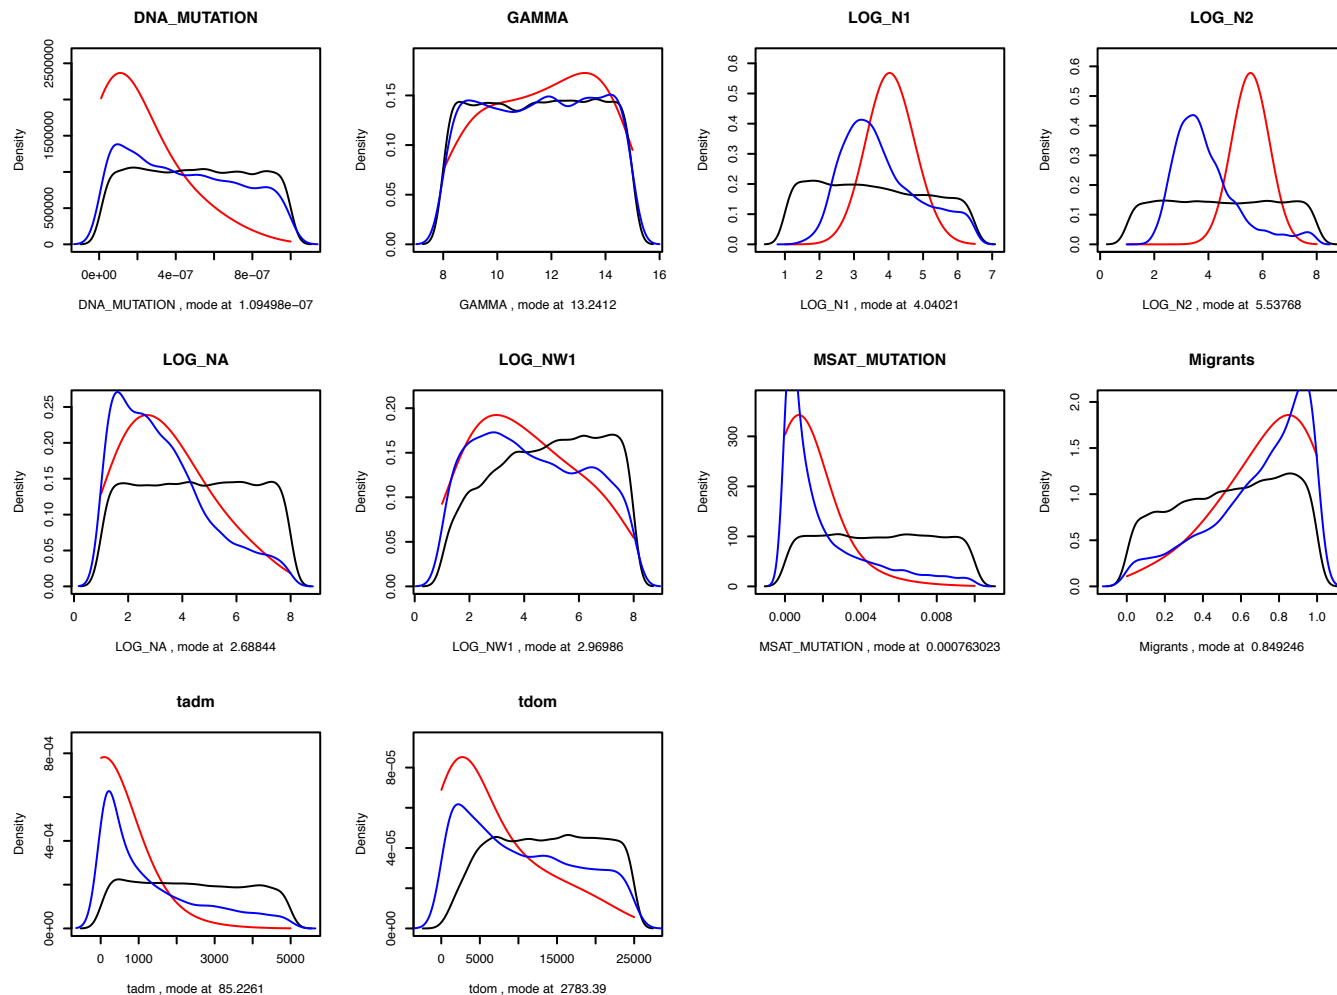 DNA_MUTATION
GAMMA
LOG_N1
LOG_N2
Density
0
500000
1500000
2500000
0e+00
4e−07
8e−07
DNA_MUTATION , mode at 1.09498e−07
Density
0.00
0.05
0.10
0.15
8
10
12
14
16
GAMMA , mode at 13.2412
Density
0.0
0.1
0.2
0.3
0.4
0.5
0.6
1
2
3
4
5
6
7
LOG_N1 , mode at 4.04021
Density
0.0
0.1
0.2
0.3
0.4
0.5
0.6
0
2
4
6
8
LOG_N2 , mode at 5.53768
LOG_NA
LOG_NW1
MSAT_MUTATION
Migrants
Density
0.00
0.05
0.10
0.15
0.20
0.25
0
2
4
6
8
LOG_NA , mode at 2.68844
Density
0.00
0.05
0.10
0.15
0.20
0
2
4
6
8
LOG_NW1 , mode at 2.96986
Density
0
100
200
300
0.000
0.004
0.008
MSAT_MUTATION , mode at 0.000763023
Density
0.0
0.5
1.0
1.5
2.0
0.0
0.2
0.4
0.6
0.8
1.0
Migrants , mode at 0.849246
tadm
tdom
Density
0e+00
4e−04
8e−04
0
1000
3000
5000
tadm , mode at 85.2261
Density
0e+00
4e−05
8e−05
0
5000
15000
25000
tdom , mode at 2783.39